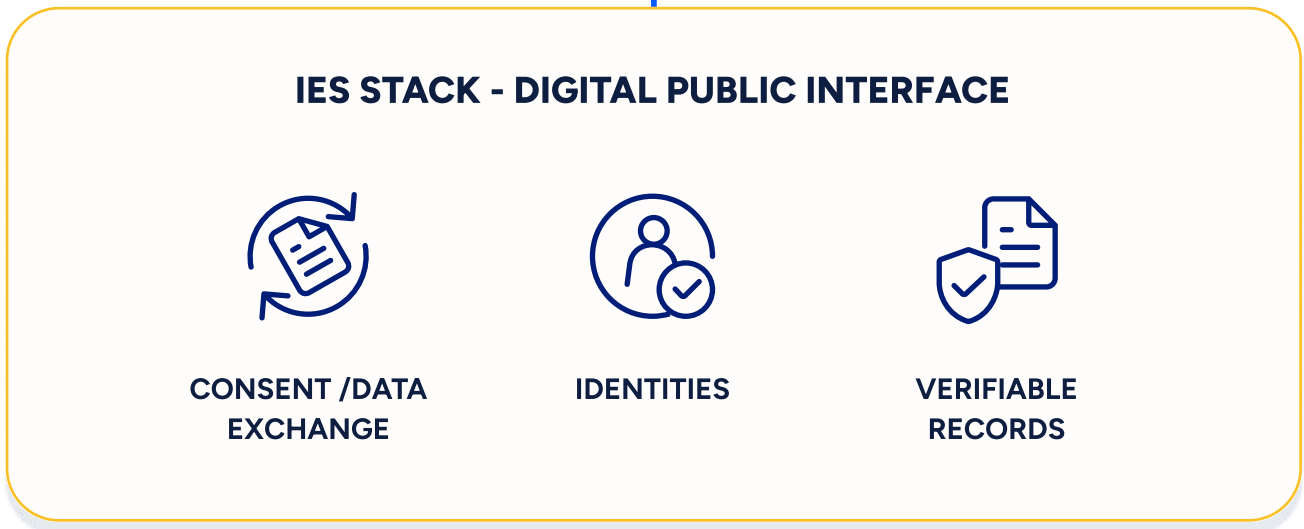 IES STACK - DIGITAL PUBLIC INTERFACE
CONSENT /DATA
EXCHANGE
IDENTITIES
VERIFIABLE
RECORDS